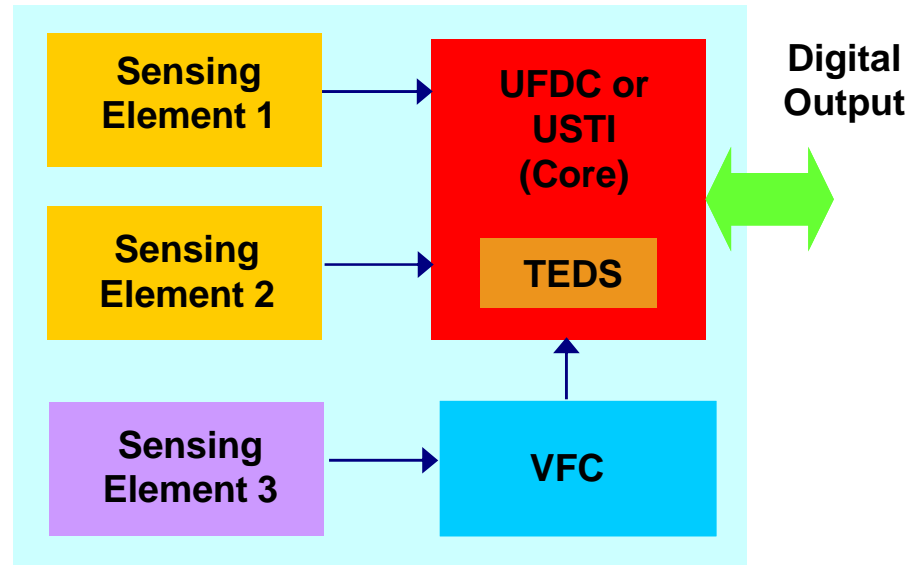 Sensing
Element 1
UFDC or
USTI
(Core)
Digital
Output
Sensing
Element 2
TEDS
Sensing
Element 3
VFC